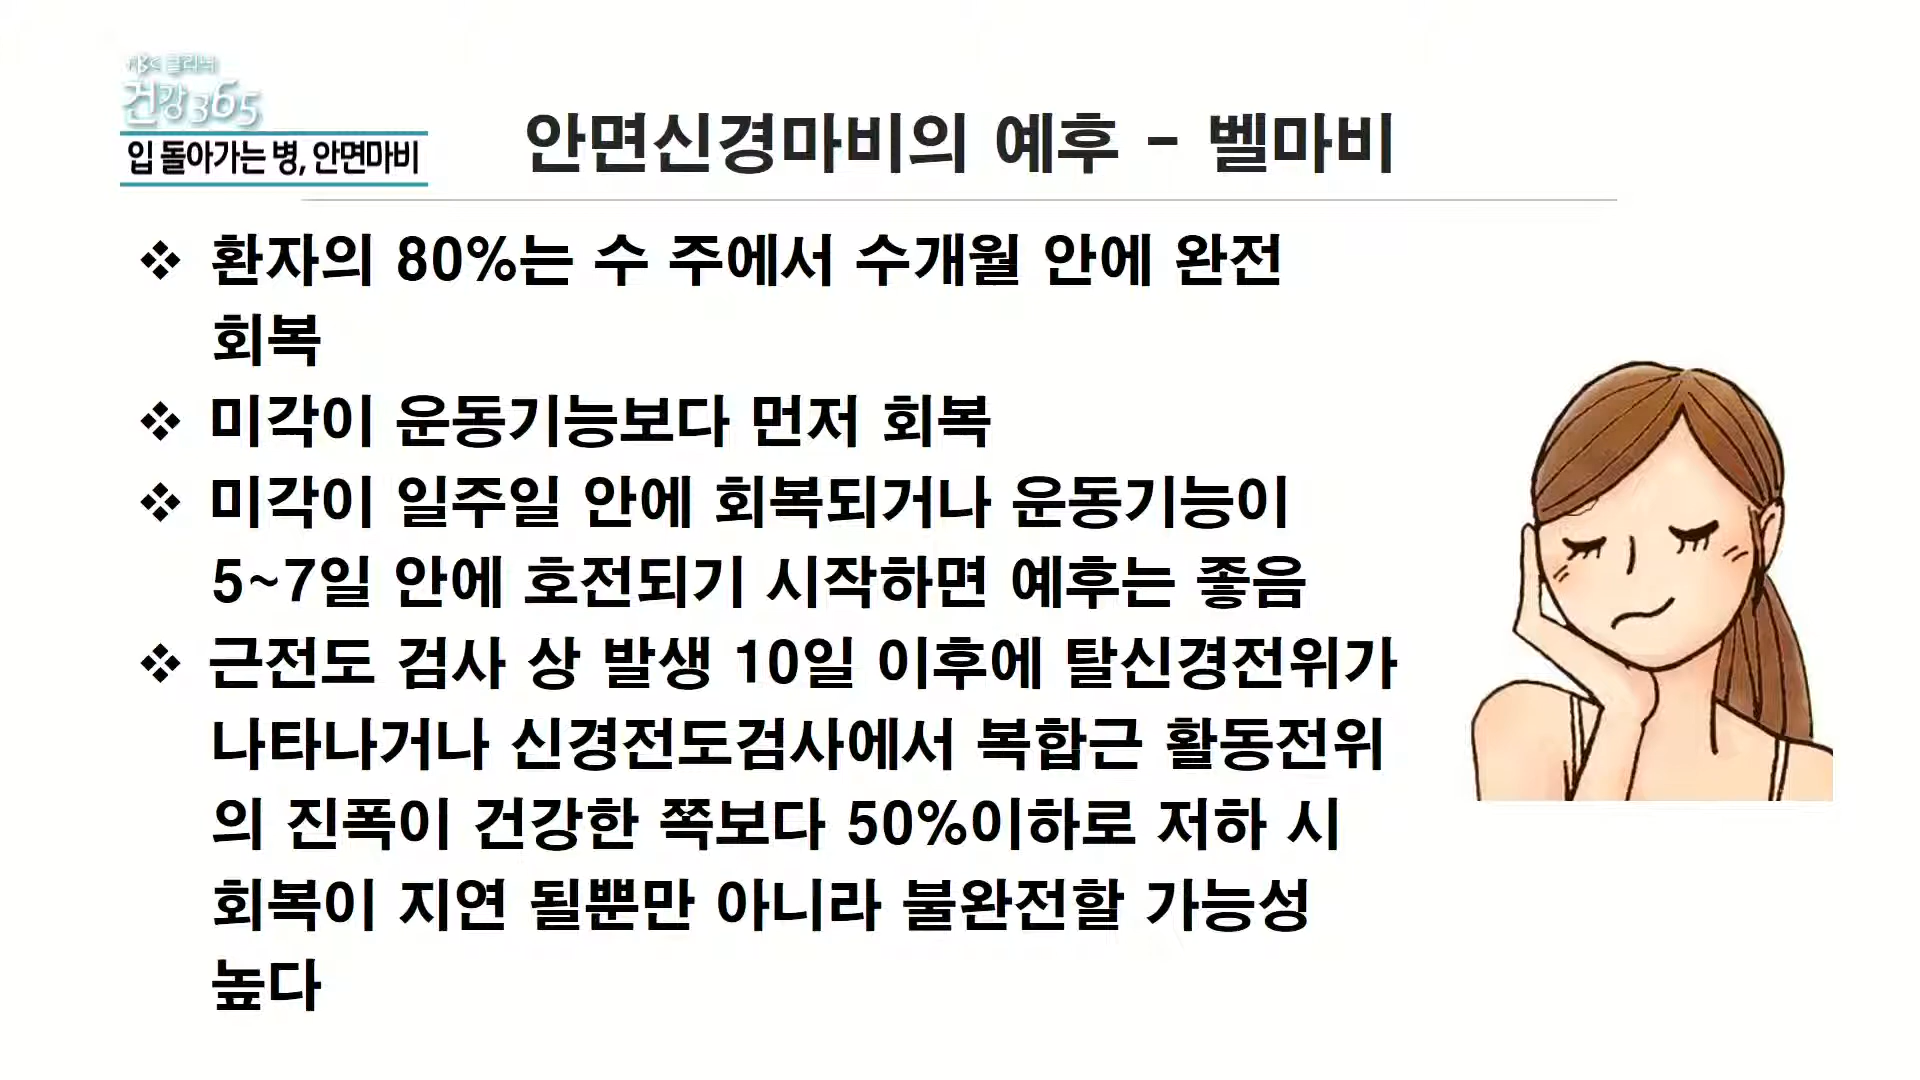 건강365
입 돌아가는 병, 안면마비
안면신경마비의 예후 - 벨마비
❖ 환자의 80%는 수 주에서 수개월 안에 완전
회복
❖ 미각이 운동기능보다 먼저 회복
❖ 미각이 일주일 안에 회복되거나 운동기능이
5~7일 안에 호전되기 시작하면 예후는 좋음
❖ 근전도 검사 상 발생 10일 이후에 탈신경전위가
나타나거나 신경전도검사에서 복합근 활동전위
의 진폭이 건강한 쪽보다 50%이하로 저하 시
회복이 지연 될뿐만 아니라 불완전할 가능성
높다